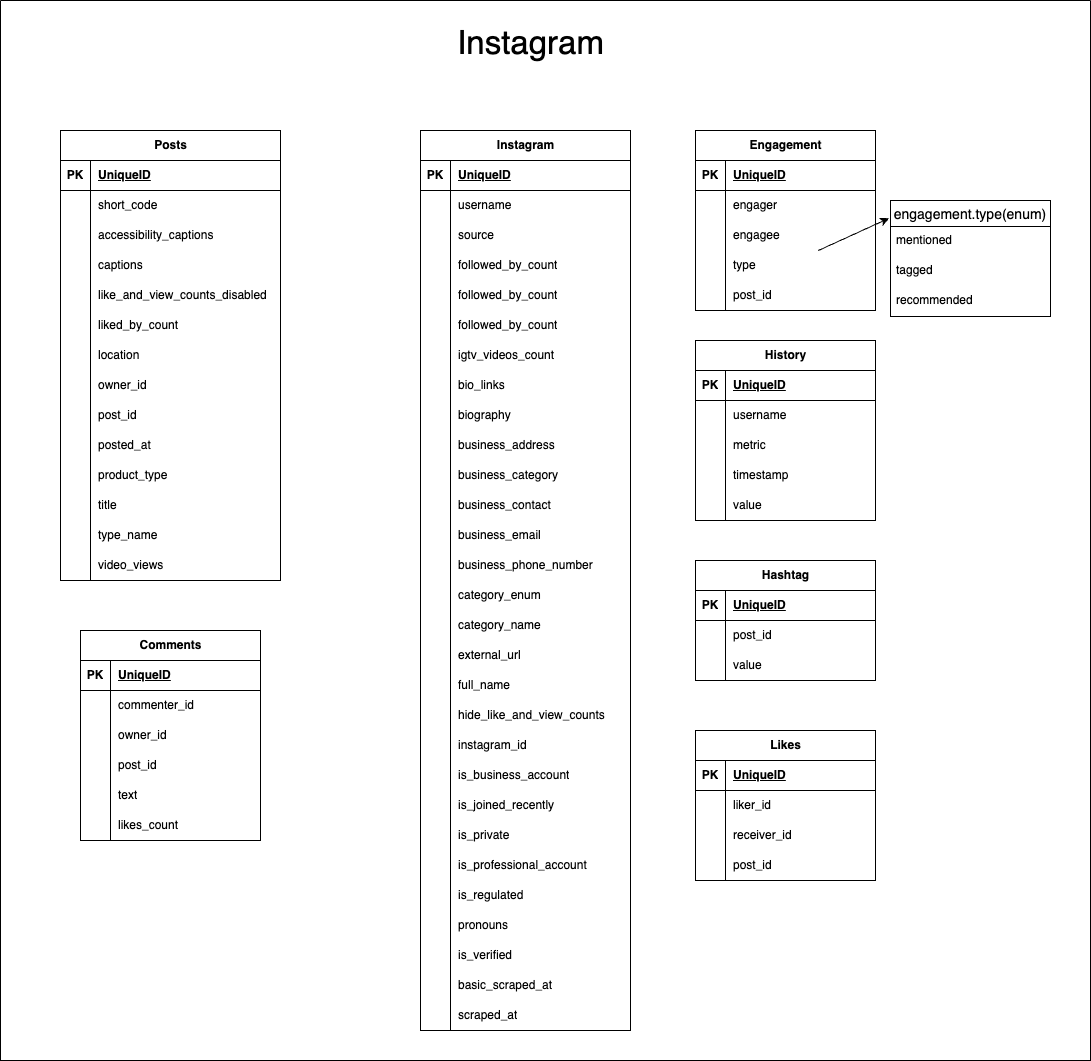 Instagram
Posts
PK UniqueID
short_code
accessibility_captions
captions
like_and_view_counts_disabled
liked_by_count
location
owner_id
post_id
posted_at
product_type
title
type_name
video_views
Comments
PK UniqueID
commenter_id
owner_id
post_id
text
likes_count
Instagram
PK UniqueID
username
source
followed_by_count
followed_by_count
followed_by_count
igtv_videos_count
bio_links
biography
business_address
business_category
business_contact
business_email
business_phone_number
category_enum
category_name
external_url
full_name
hide_like_and_view_counts
instagram_id
is_business_account
is_joined_recently
is_private
is_professional_account
is_regulated
pronouns
is_verified
basic_scraped_at
scraped_at
Engagement
PK UniqueID
engager
engagee
type
post_id
engagement.type(enum)
mentioned
tagged
recommended
History
PK UniqueID
username
metric
timestamp
value
Hashtag
PK UniqueID
post_id
value
Likes
PK UniqueID
liker_id
receiver_id
post_id